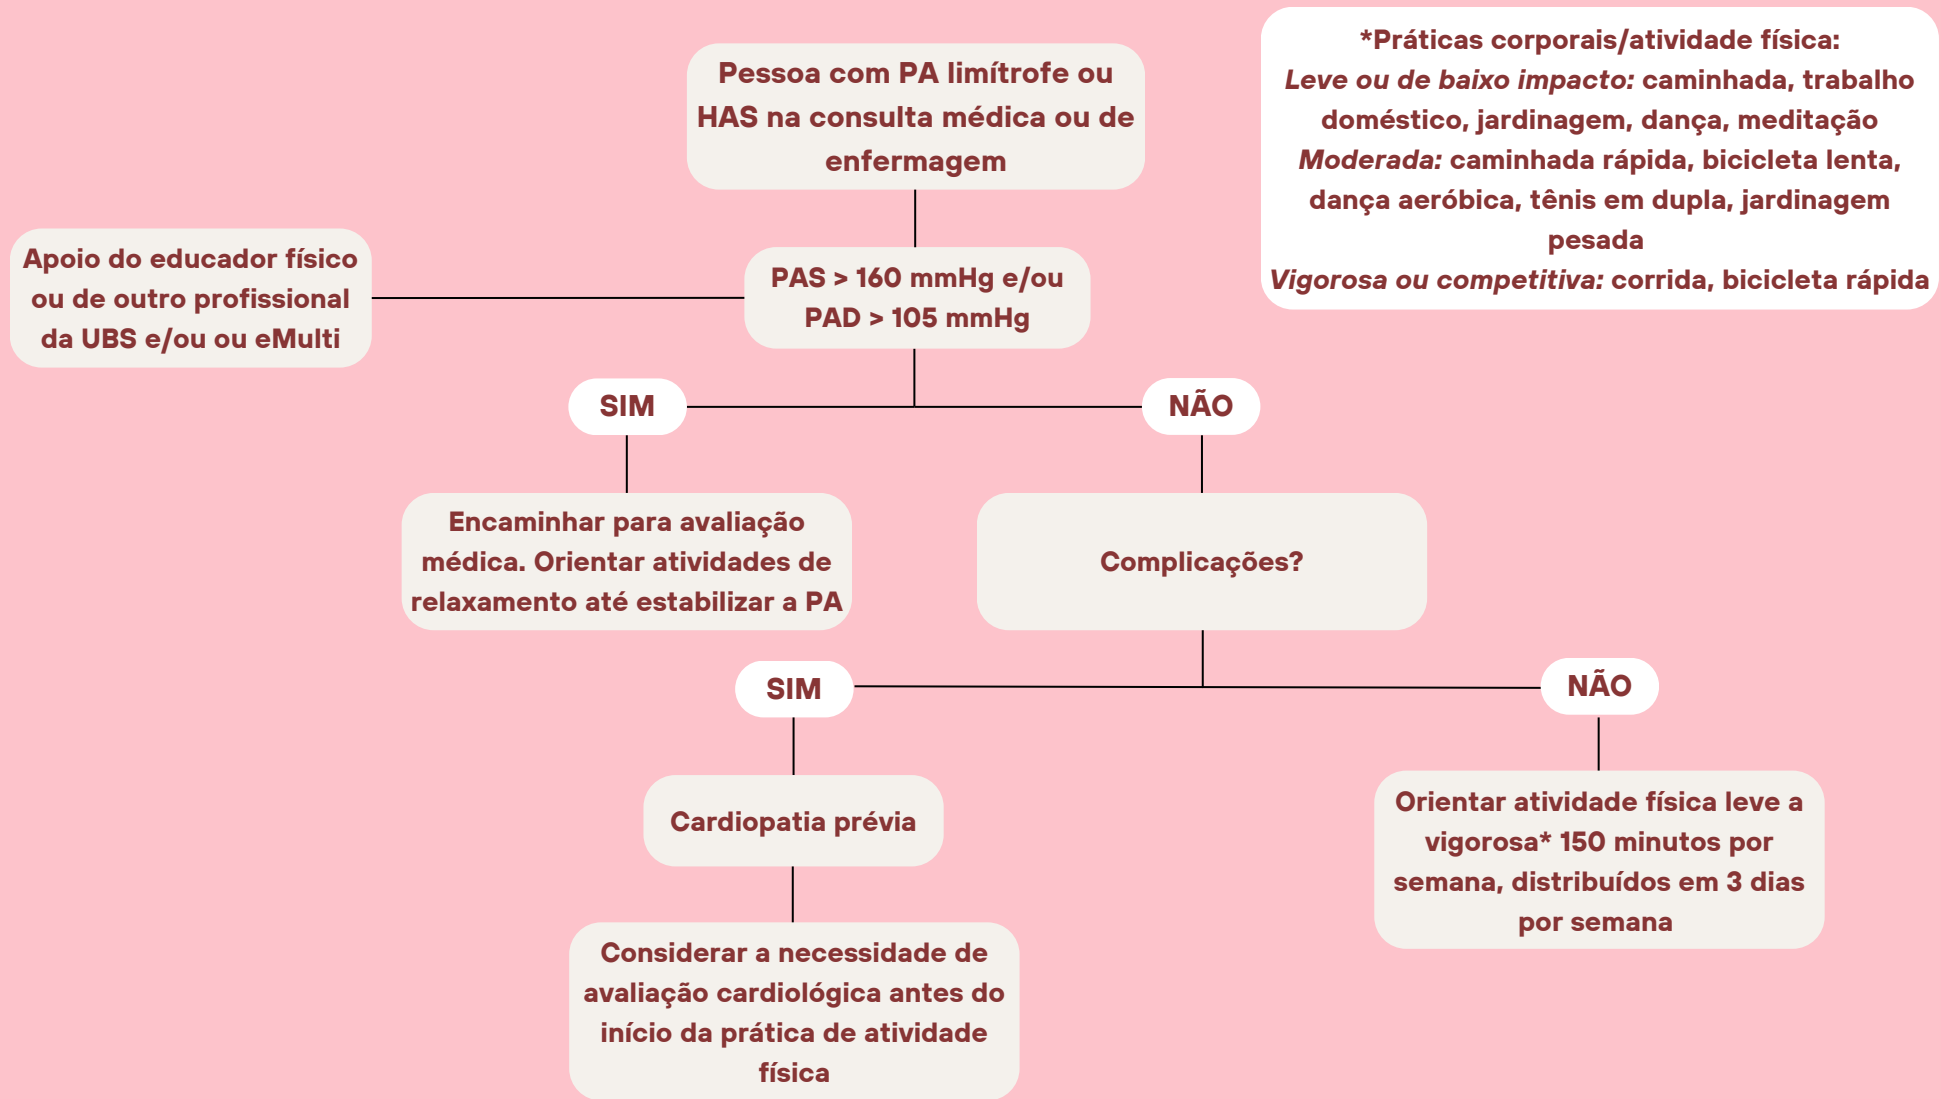 Pessoa com PA limítrofe ou
HAS na consulta médica ou de
enfermagem
*Práticas corporais/atividade física:
Leve ou de baixo impacto: caminhada, trabalho
doméstico, jardinagem, dança, meditação
Moderada: caminhada rápida, bicicleta lenta,
dança aeróbica, tênis em dupla, jardinagem
pesada
Vigorosa ou competitiva: corrida, bicicleta rápida
Apoio do educador físico
ou de outro profissional
da UBS e/ou ou eMulti
PAS > 160 mmHg e/ou
PAD > 105 mmHg
SIM
NÃO
Encaminhar para avaliação
médica. Orientar atividades de
relaxamento até estabilizar a PA
Complicações?
SIM
NÃO
Cardiopatia prévia
Orientar atividade física leve a
vigorosa* 150 minutos por
semana, distribuídos em 3 dias
por semana
Considerar a necessidade de
avaliação cardiológica antes do
início da prática de atividade
física